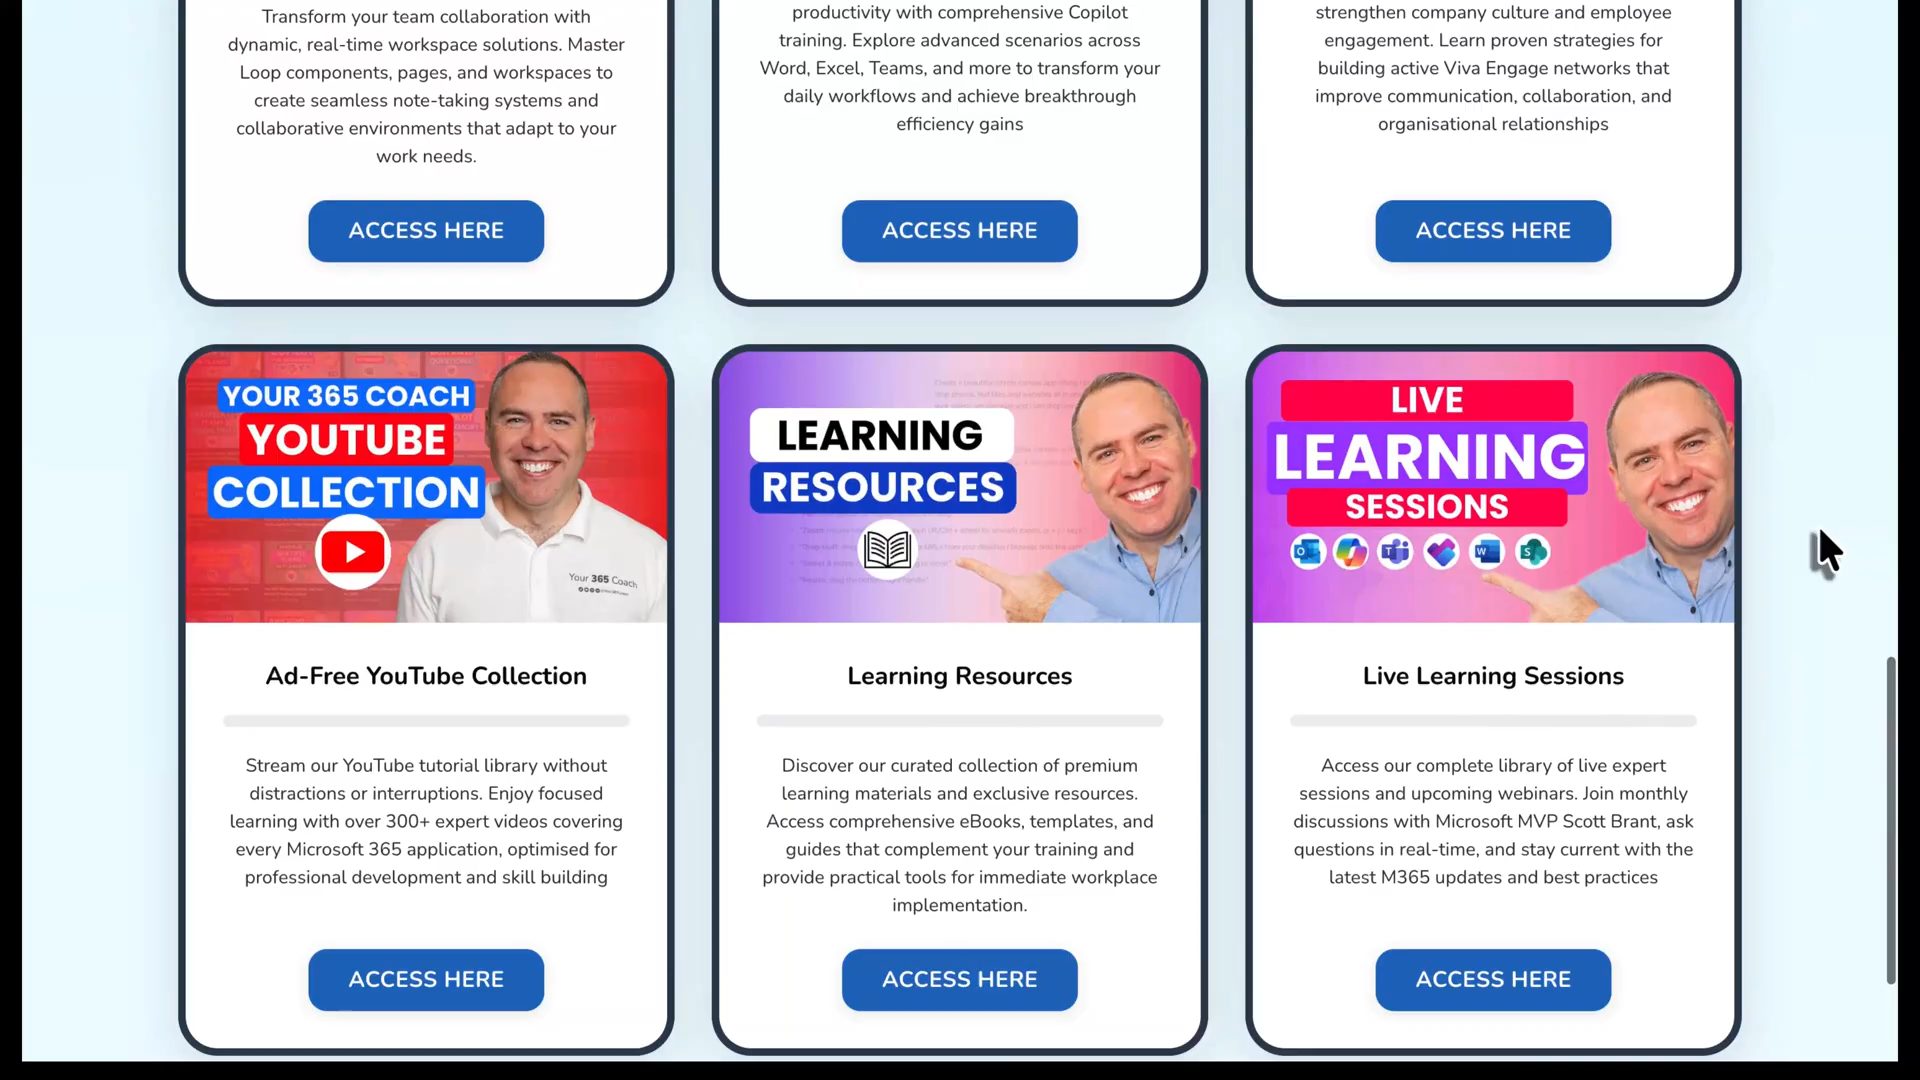 Transform your team collaboration with
dynamic, real-time workspace solutions. Master
Loop components, pages, and workspaces to
create seamless note-taking systems and
collaborative environments that adapt to your
work needs.
ACCESS HERE
productivity with comprehensive Copilot
training. Explore advanced scenarios across
Word, Excel, Teams, and more to transform your
daily workflows and achieve breakthrough
efficiency gains
ACCESS HERE
strengthen company culture and employee
engagement. Learn proven strategies for
building active Viva Engage networks that
improve communication, collaboration, and
organisational relationships
ACCESS HERE
YOUR 365 COACH
YOUTUBE
COLLECTION
Your 365 Coach
Ad-Free YouTube Collection
Stream our YouTube tutorial library without
distractions or interruptions. Enjoy focused
learning with over 300+ expert videos covering
every Microsoft 365 application, optimised for
professional development and skill building
ACCESS HERE
LEARNING
RESOURCES
Learning Resources
Discover our curated collection of premium
learning materials and exclusive resources.
Access comprehensive eBooks, templates, and
guides that complement your training and
provide practical tools for immediate workplace
implementation.
ACCESS HERE
LIVE
LEARNING
SESSIONS
Live Learning Sessions
Access our complete library of live expert
sessions and upcoming webinars. Join monthly
discussions with Microsoft MVP Scott Brant, ask
questions in real-time, and stay current with the
latest M365 updates and best practices
ACCESS HERE